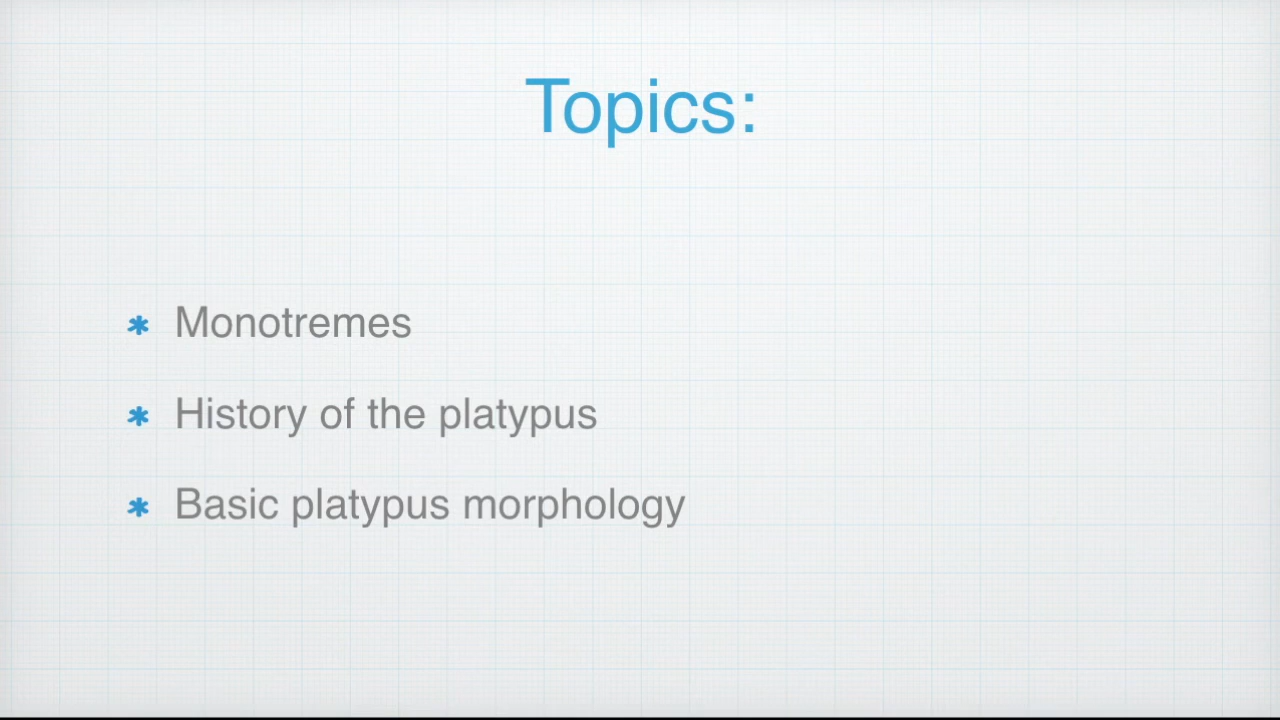 Topics:
* Monotremes
* History of the platypus
* Basic platypus morphology